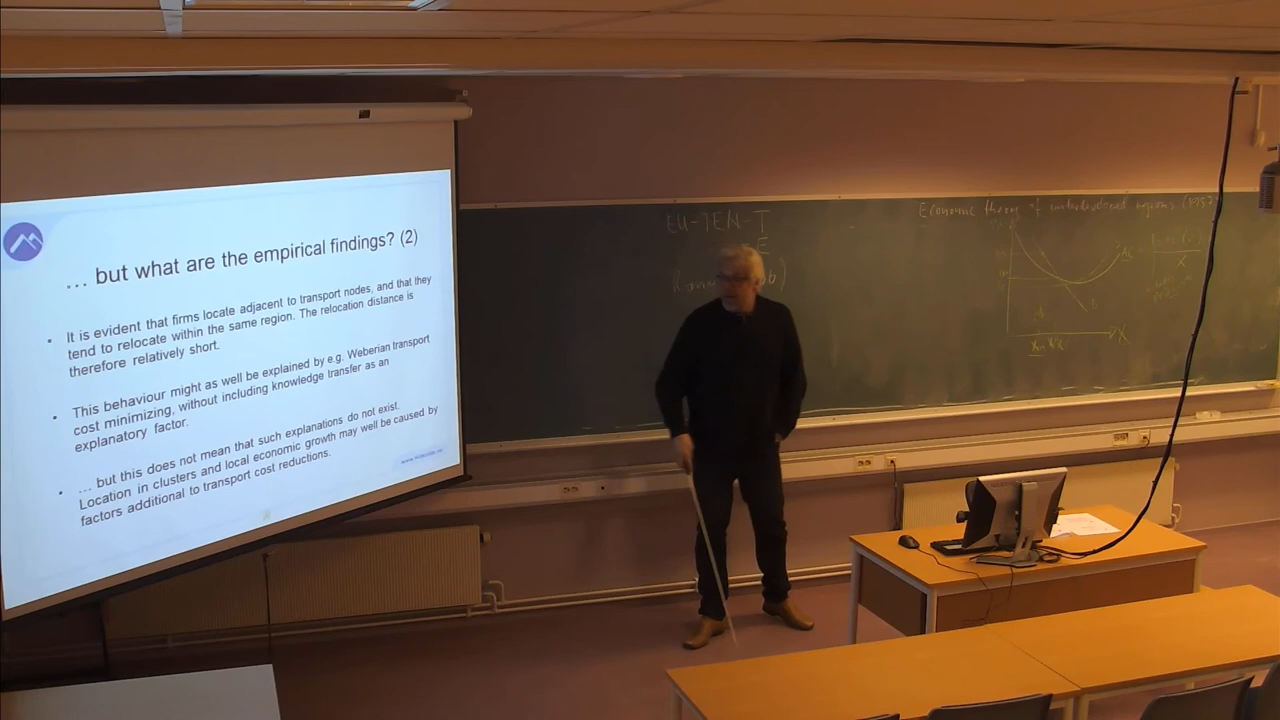 ... but what are the empirical findings? (2)
• It is evident that firms locate adjacent to transport nodes, and that they
tend to relocate within the same region. The relocation distance is
therefore relatively short.
• This behaviour might as well be explained by e.g. Weberian transport
cost minimizing, without including knowledge transfer as an
explanatory factor.
• ... but this does not mean that such explanations do not exist.
Location in clusters and local economic growth may well be caused by
factors additional to transport cost reductions.
EU-TEN-T
E
Economic theory of
regions (1957
AC
X